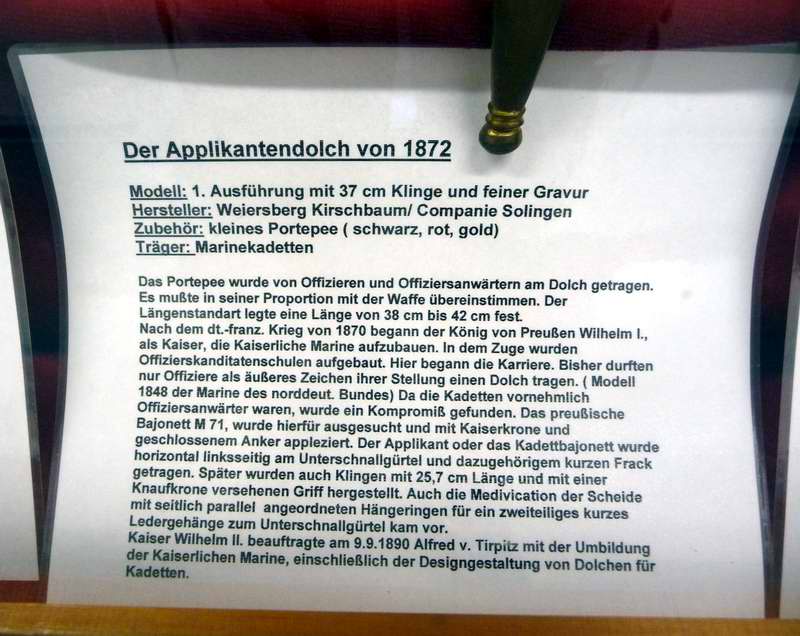 Der Applikantendolch von 1872
Modell: 1. Ausführung mit 37 cm Klinge und feiner Gravur
Hersteller: Weiersberg Kirschbaum/ Companie Solingen
Zubehör: kleines Portepee ( schwarz, rot, gold)
Träger: Marinekadetten
Das Portepee wurde von Offizieren und Offiziersanwärtern am Dolch getragen.
Es mußte in seiner Proportion mit der Waffe übereinstimmen. Der
Längenstandart legte eine Länge von 38 cm bis 42 cm fest.
Nach dem dt.-franz. Krieg von 1870 begann der König von Preußen Wilhelm I.,
als Kaiser, die Kaiserliche Marine aufzubauen. In dem Zuge wurden
Offizierskanditatenschulen aufgebaut. Hier begann die Karriere. Bisher durften
nur Offiziere als äußeres Zeichen ihrer Stellung einen Dolch tragen. ( Modell
1848 der Marine des norddeut. Bundes) Da die Kadetten vornehmlich
Offiziersanwärter waren, wurde ein Kompromiß gefunden. Das preußische
Bajonett M 71, wurde hierfür ausgesucht und mit Kaiserkrone und
geschlossenem Anker appleziert. Der Applikant oder das Kadettbajonett wurde
horizontal linksseitig am Unterschnallgürtel und dazugehörigem kurzen Frack
getragen. Später wurden auch Klingen mit 25,7 cm Länge und mit einer
Knaufkrone versehenen Griff hergestellt. Auch die Medivication der Scheide
mit seitlich parallel angeordneten Hängeringen für ein zweiteiliges kurzes
Ledergehänge zum Unterschnallgürtel kam vor.
Kaiser Wilhelm II. beauftragte am 9.9.1890 Alfred v. Tirpitz mit der Umbildung
der Kaiserlichen Marine, einschließlich der Designgestaltung von Dolchen für
Kadetten.